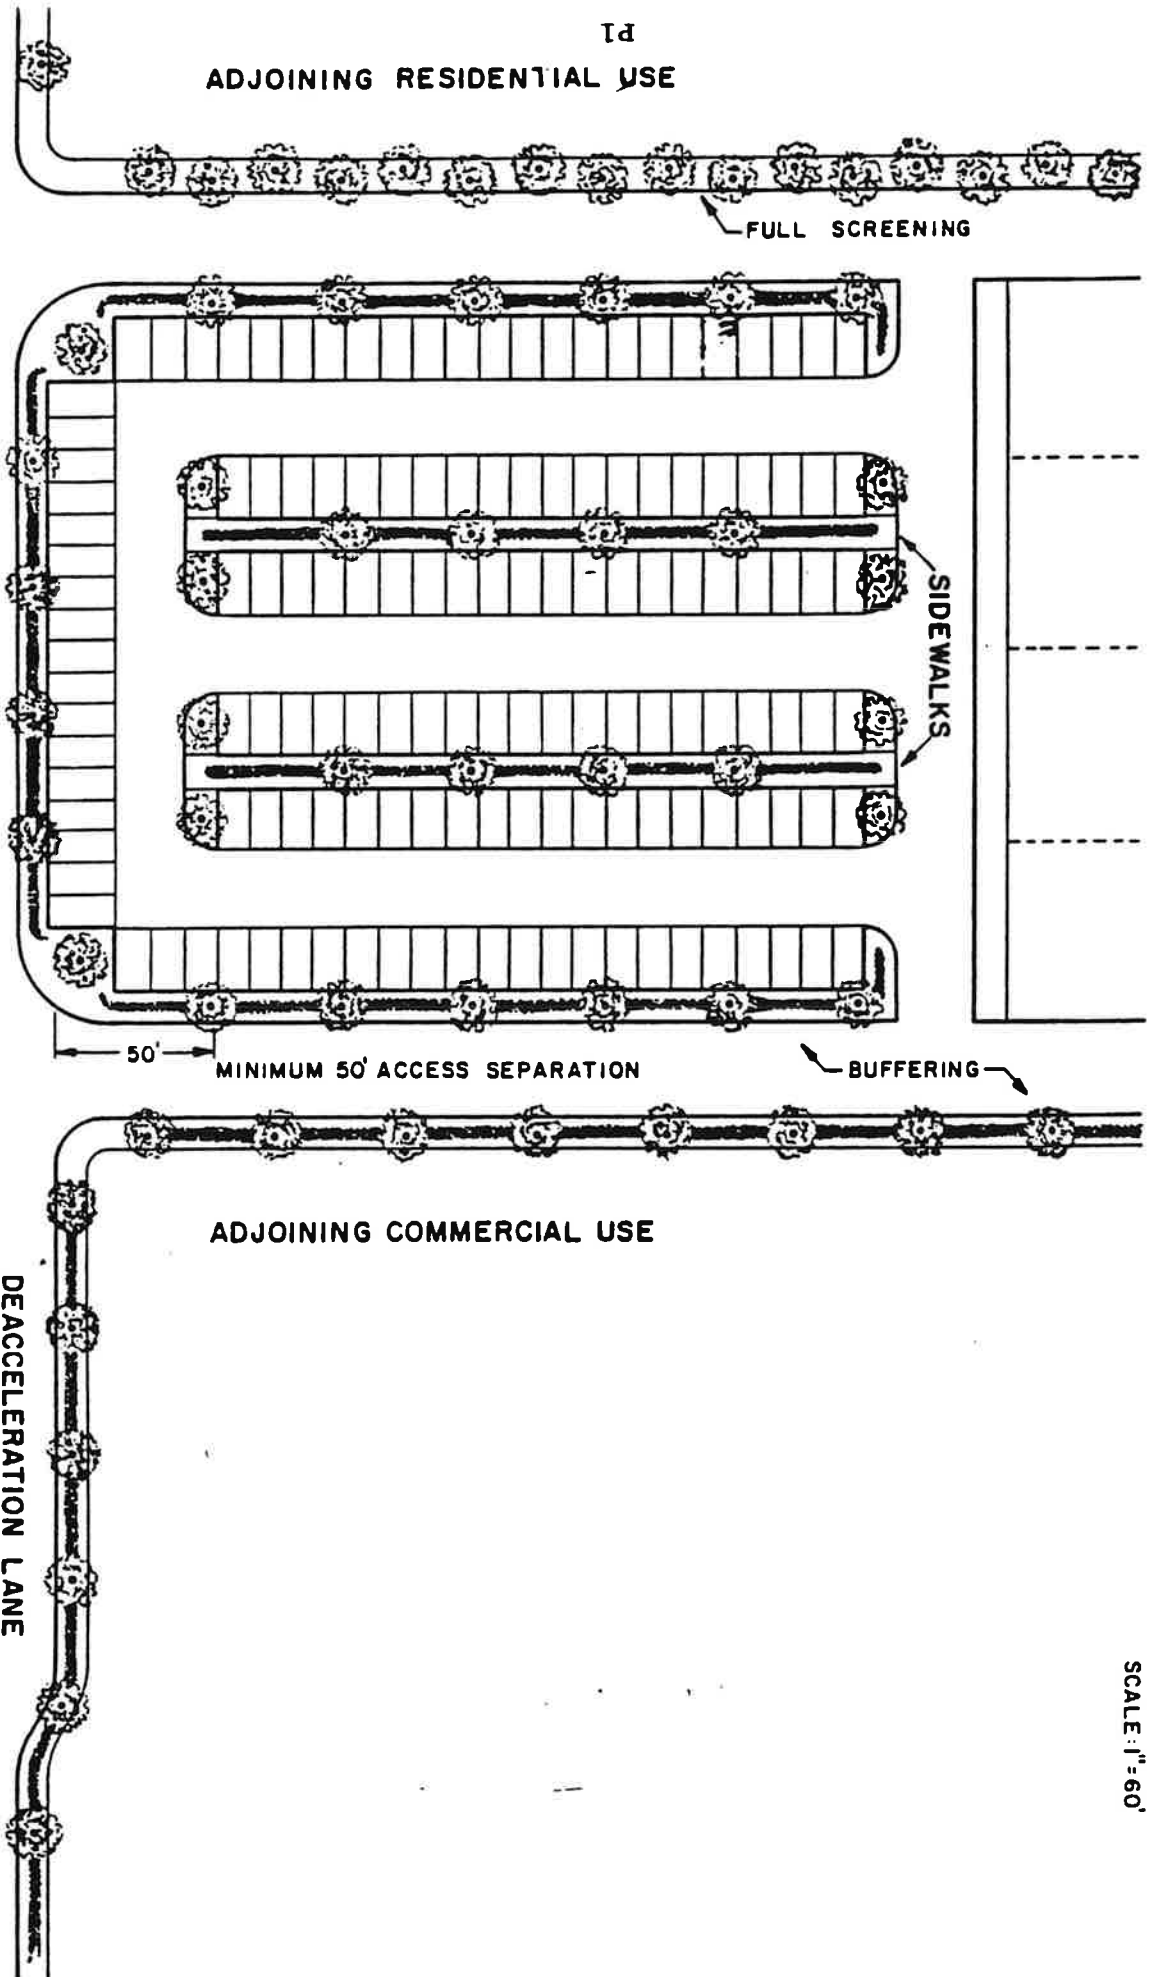 P1
ADJOINING RESIDENTIAL USE
FULL SCREENING
SIDEWALKS
50'
MINIMUM 50' ACCESS SEPARATION
BUFFERING
ADJOINING COMMERCIAL USE
DEACCELERATION LANE
SCALE: 1" = 60'